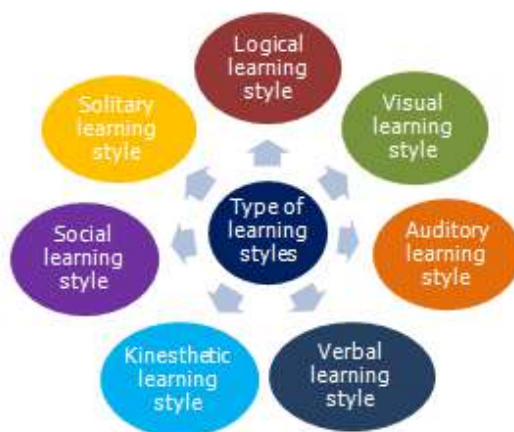 Logical
learning
style
Visual
learning
style
Auditory
learning
style
Verbal
learning
style
Kinesthetic
learning
style
Social
learning
style
Solitary
learning
style
Type of
learning
styles